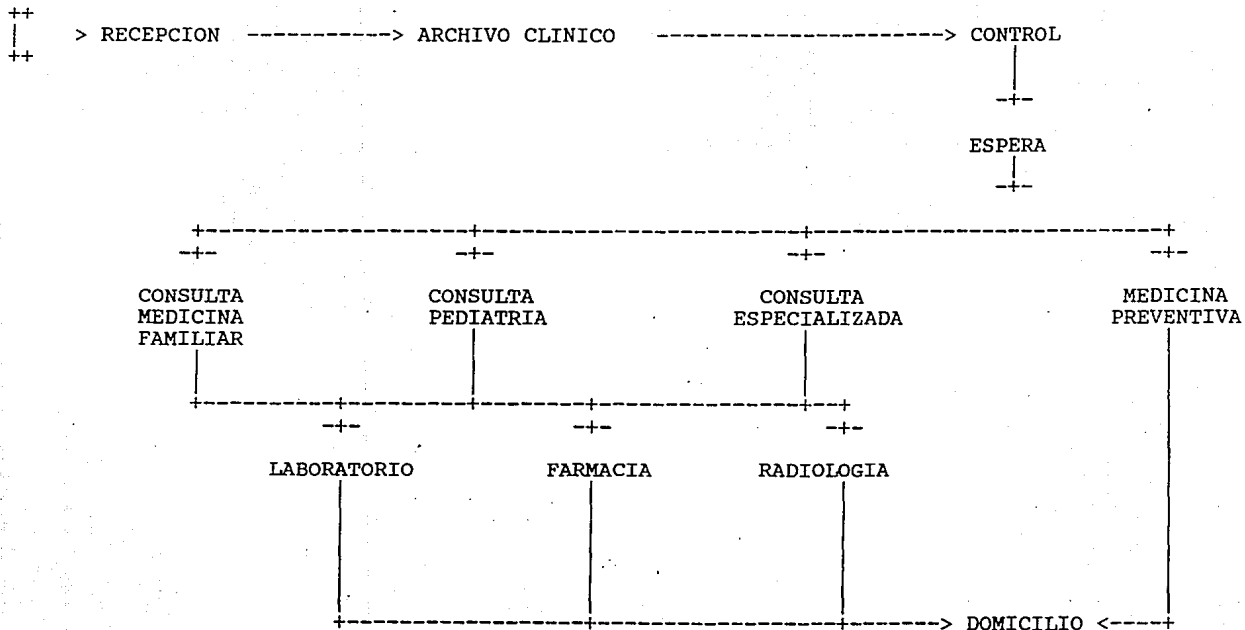 > RECEPCION -----------> ARCHIVO CLINICO --------------------> CONTROL
ESPERA
CONSULTA MEDICINA FAMILIAR
CONSULTA PEDIATRIA
CONSULTA ESPECIALIZADA
MEDICINA PREVENTIVA
LABORATORIO FARMACIA RADIOLOGIA
> DOMICILIO <----+